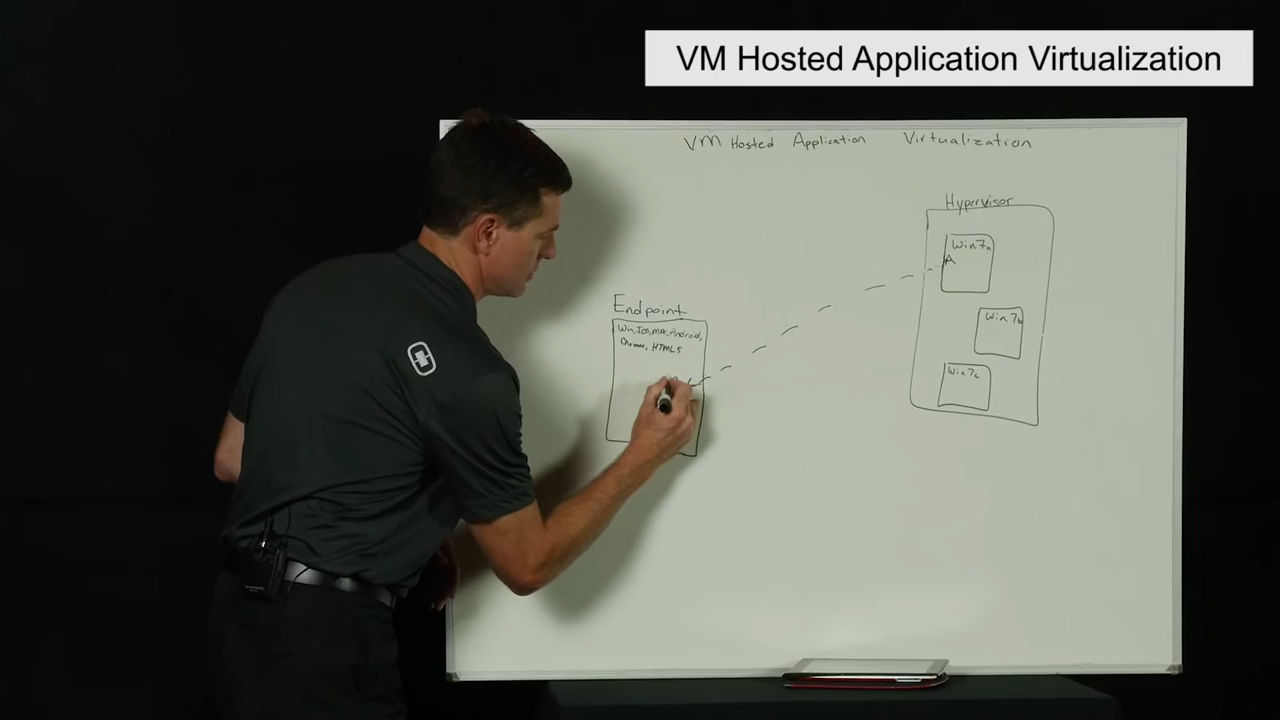 VM Hosted Application Virtualization
VM Hosted Application Virtualization
Hypervisor
Win7a
A
Endpoint
Win, IOS, MAC, Android,
Chrome, HTML5
Win7b
Win7c